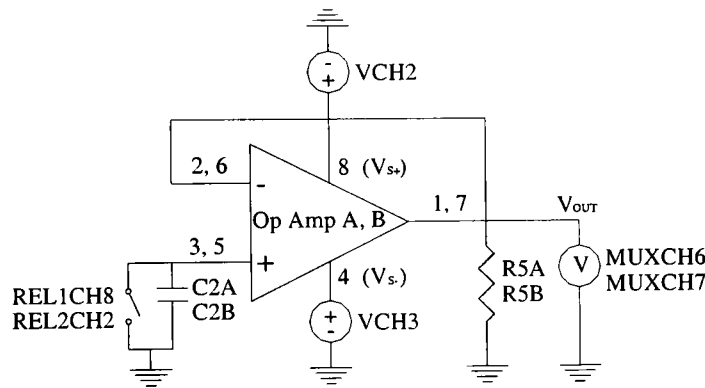 -
+
VCH2
2, 6
8 (VS+)
-
Op Amp A, B
1, 7
VOUT
3, 5
+
4 (VS-)
REL1CH8
REL2CH2
C2A
C2B
+
-
VCH3
R5A
R5B
V
MUXCH6
MUXCH7